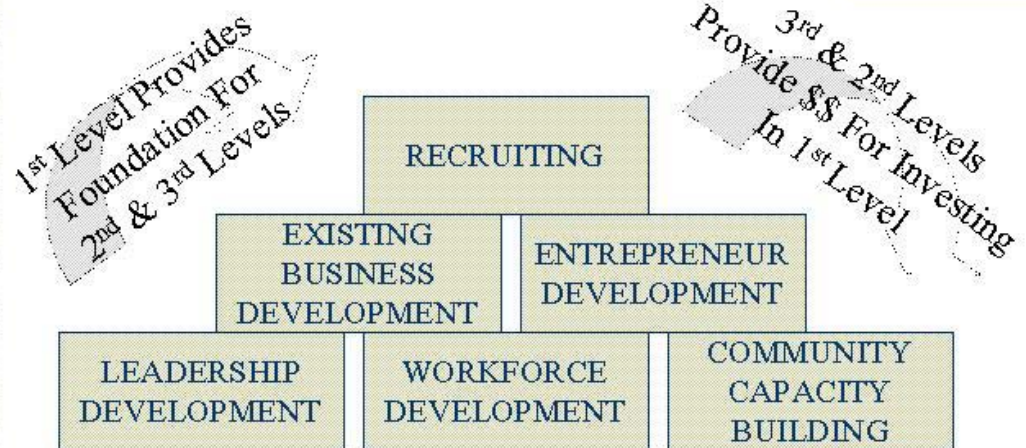 1st Level Provides
Foundation For
2nd & 3rd Levels
3rd & 2nd Levels
Provide $$ For Investing
In 1st Level
RECRUITING
EXISTING
BUSINESS
DEVELOPMENT
ENTREPRENEUR
DEVELOPMENT
LEADERSHIP
DEVELOPMENT
WORKFORCE
DEVELOPMENT
COMMUNITY
CAPACITY
BUILDING